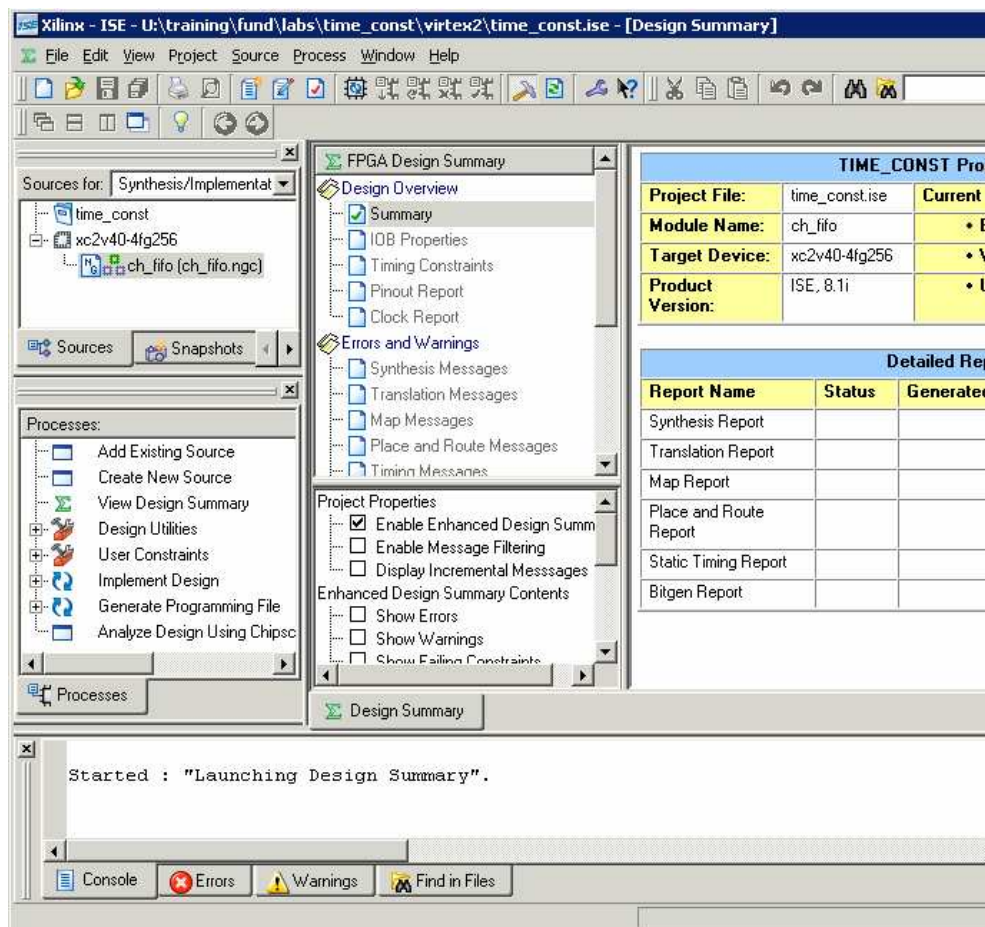 Xilinx - ISE - U:\training\fund\labs\time_const\virtex2\time_const.ise - [Design Summary]
File Edit View Project Source Process Window Help
Sources for: Synthesis/Implementat
time_const
xc2v40-4fg256
ch_fifo (ch_fifo.ngc)
Sources
Snapshots
Processes:
Add Existing Source
Create New Source
View Design Summary
Design Utilities
User Constraints
Implement Design
Generate Programming File
Analyze Design Using Chipsc
Processes
FPGA Design Summary
Design Overview
Summary
IOB Properties
Timing Constraints
Pinout Report
Clock Report
Errors and Warnings
Synthesis Messages
Translation Messages
Map Messages
Place and Route Messages
Timing Messages
Project Properties
Enable Enhanced Design Summ
Enable Message Filtering
Display Incremental Messsages
Enhanced Design Summary Contents
Show Errors
Show Warnings
Show Failing Constraints
Design Summary
TIME_CONST Pro
Project File: time_const.ise Current
Module Name: ch_fifo
Target Device: xc2v40-4fg256
Product Version: ISE, 8.1i
Detailed Rep
Report Name Status Generated
Synthesis Report
Translation Report
Map Report
Place and Route
Report
Static Timing Report
Bitgen Report
Started : "Launching Design Summary".
Console
Errors
Warnings
Find in Files